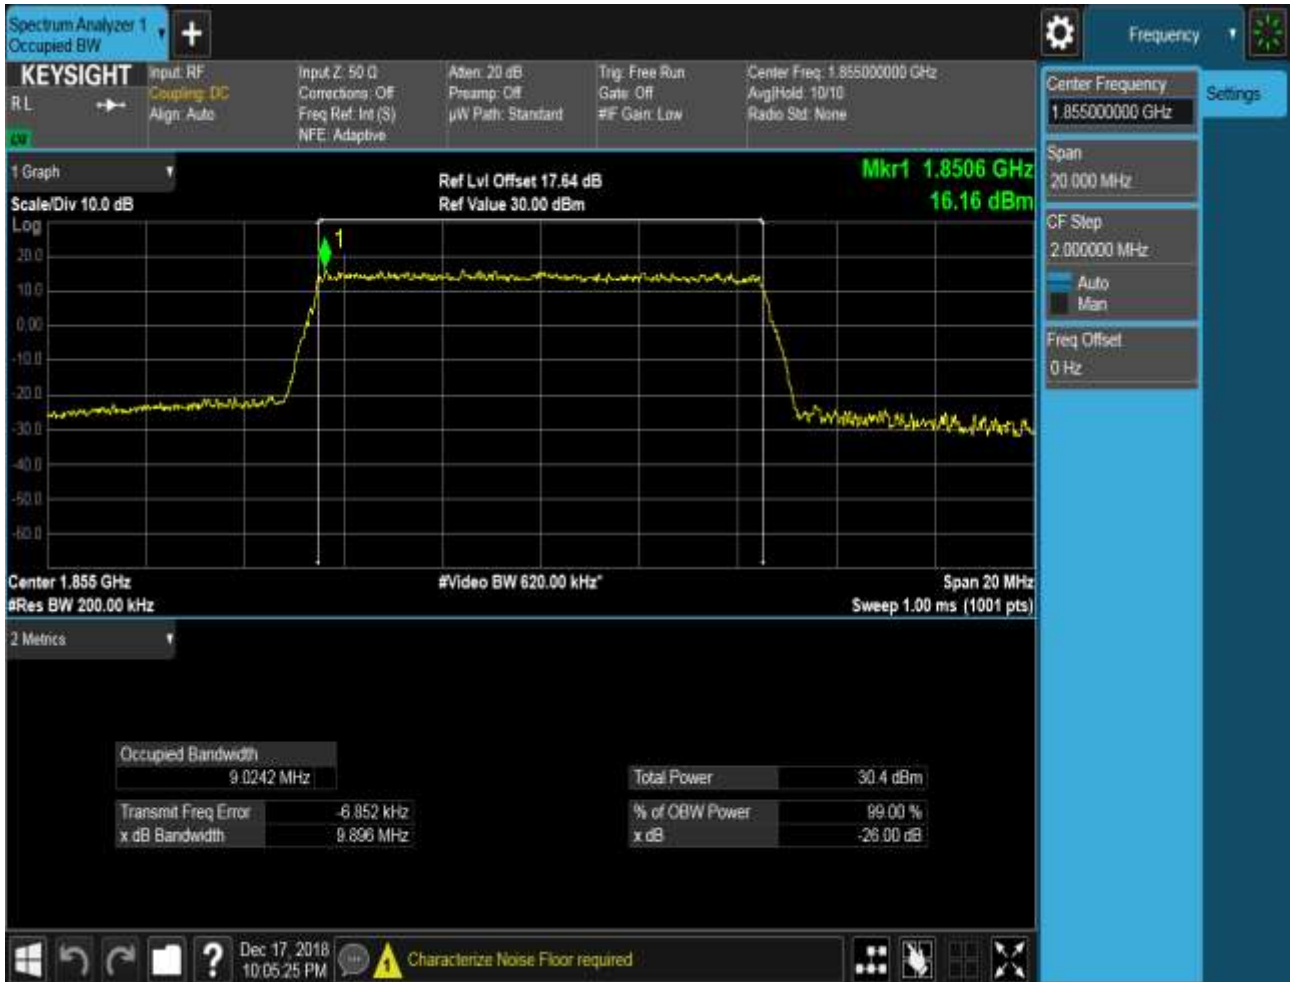 Spectrum Analyzer 1
Occupied BW
Frequency
KEYSIGHT
RL
Input: RF
Coupling: DC
Align: Auto
Input Z: 50 Ω
Corrections: Off
Freq Ref: Int (S)
NFE: Adaptive
Atten: 20 dB
Preamp: Off
µW Path: Standard
Trig: Free Run
Gate: Off
#IF Gain: Low
Center Freq: 1.855000000 GHz
Avg|Hold: 10/10
Radio Std: None
Center Frequency
1.855000000 GHz
Settings
Span
20.000 MHz
CF Step
2.000000 MHz
Auto
Man
Freq Offset
0 Hz
1 Graph
Scale/Div 10.0 dB
Ref Lvl Offset 17.64 dB
Ref Value 30.00 dBm
Mkr1 1.8506 GHz
16.16 dBm
Log
1
20.0
10.0
0.00
-10.0
-20.0
-30.0
-40.0
-50.0
-60.0
Center 1.855 GHz
#Video BW 620.00 kHz*
Span 20 MHz
#Res BW 200.00 kHz
Sweep 1.00 ms (1001 pts)
2 Metrics
Occupied Bandwidth
9.0242 MHz
Total Power 30.4 dBm
Transmit Freq Error -6.852 kHz
% of OBW Power 99.00 %
x dB Bandwidth 9.896 MHz
x dB -26.00 dB
Dec 17, 2018
10:05:25 PM
1
Characterize Noise Floor required